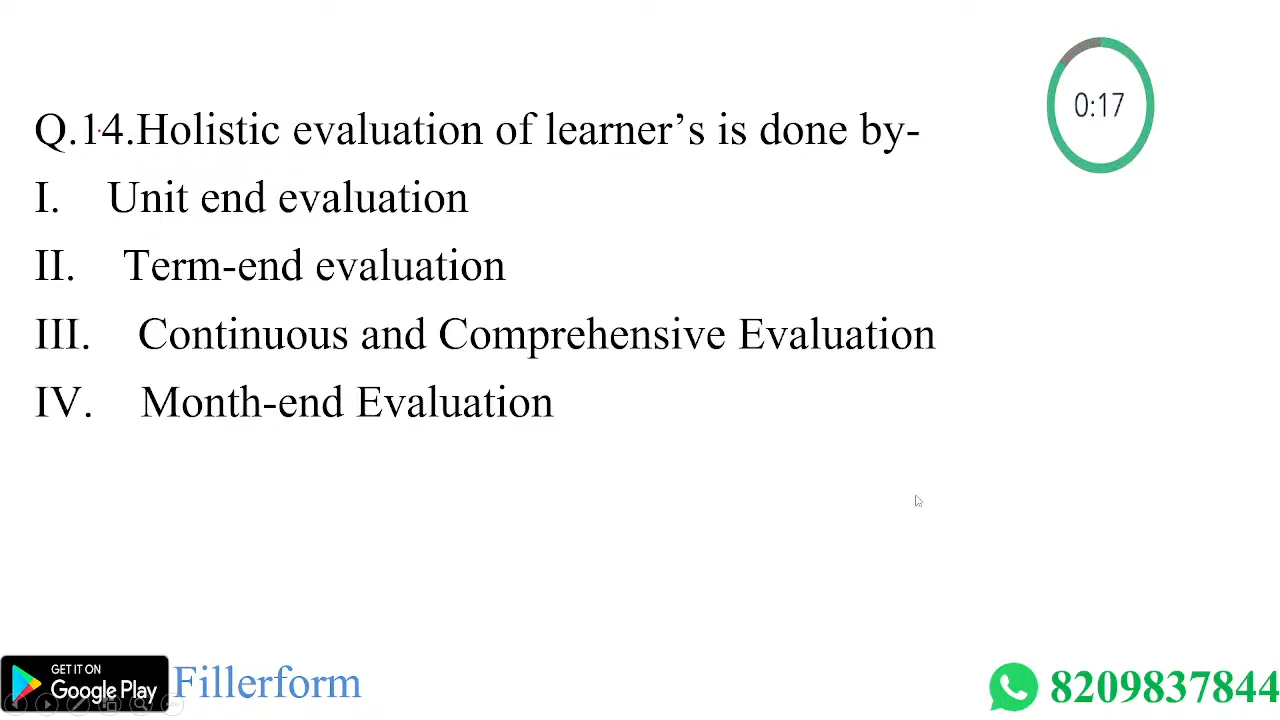 0:17
Q.14.Holistic evaluation of learner’s is done by-
I. Unit end evaluation
II. Term-end evaluation
III. Continuous and Comprehensive Evaluation
IV. Month-end Evaluation
GET IT ON
Google Play
Fillerform
8209837844